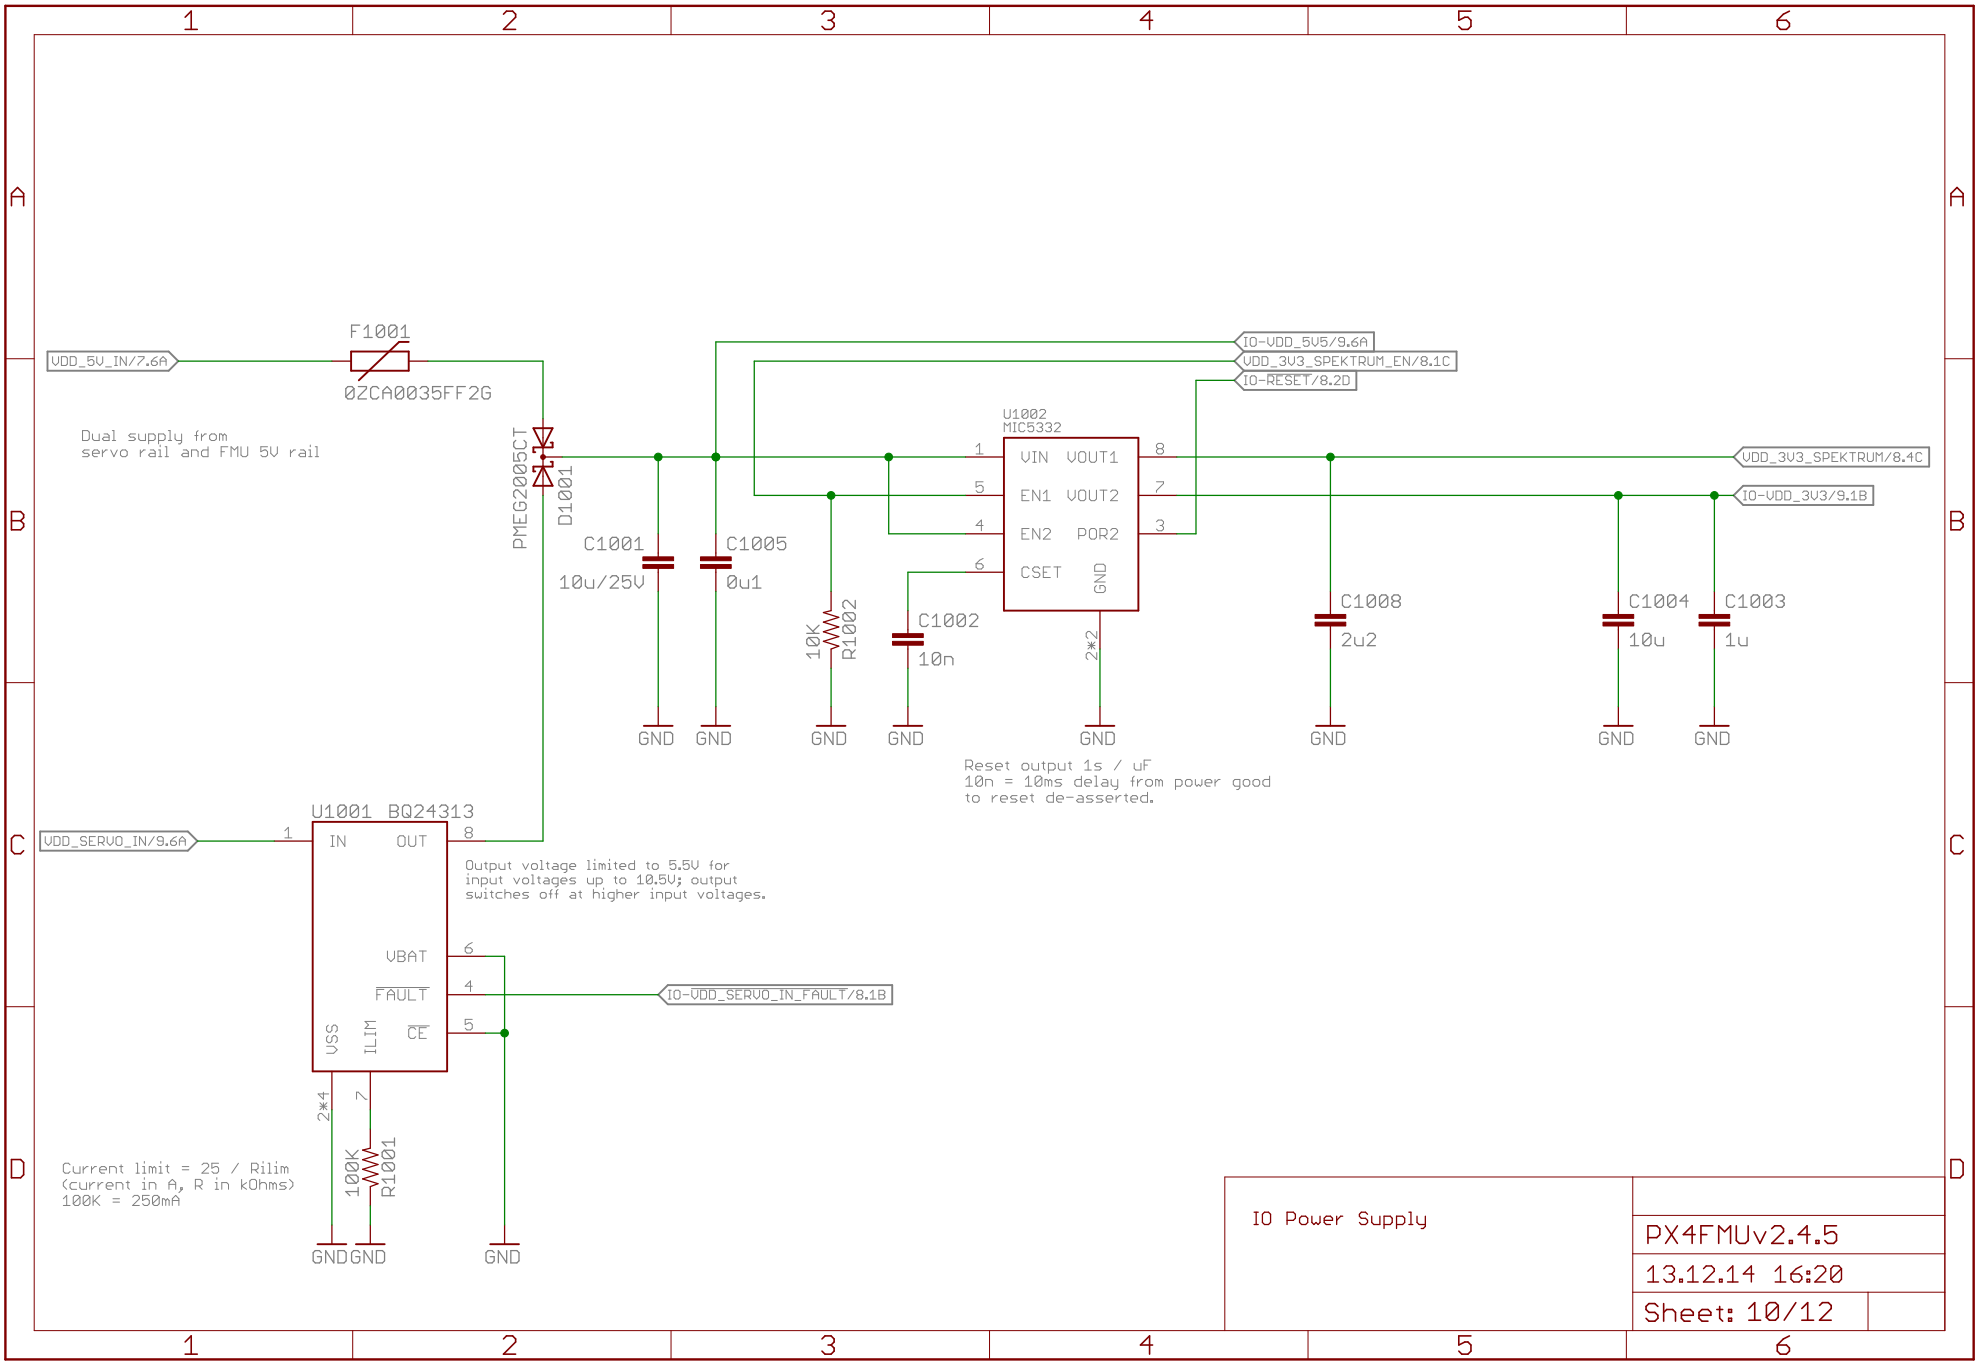 1 2 3 4 5 6
A A
F1001
VDD_5V_IN/7.6A
0ZCA0035FF2G
IO-VDD_5V5/9.6A
VDD_3V3_SPEKTRUM_EN/8.1C
IO-RESET/8.2D
Dual supply from
servo rail and FMU 5V rail
PMEG2005CT
D1001
U1002
MIC5332
1 VIN VOUT1 8
5 EN1 VOUT2 7
4 EN2 POR2 3
6 CSET GND
2*2
VDD_3V3_SPEKTRUM/8.4C
IO-VDD_3V3/9.1B
B B
C1001
10u/25V
C1005
0u1
10K
R1002
C1002
10n
C1008
2u2
C1004
10u
C1003
1u
GND GND GND GND GND GND GND GND
Reset output 1s / uF
10n = 10ms delay from power good
to reset de-asserted.
C C
U1001 BQ24313
VDD_SERVO_IN/9.6A
1 IN OUT 8
Output voltage limited to 5.5V for
input voltages up to 10.5V; output
switches off at higher input voltages.
VBAT 6
FAULT 4
IO-VDD_SERVO_IN_FAULT/8.1B
VSS ILIM CE 5
2*4 7
100K
R1001
D D
Current limit = 25 / Rilim
(current in A, R in kOhms)
100K = 250mA
GND GND GND
IO Power Supply
PX4FMUv2.4.5
13.12.14 16:20
Sheet: 10/12
1 2 3 4 5 6